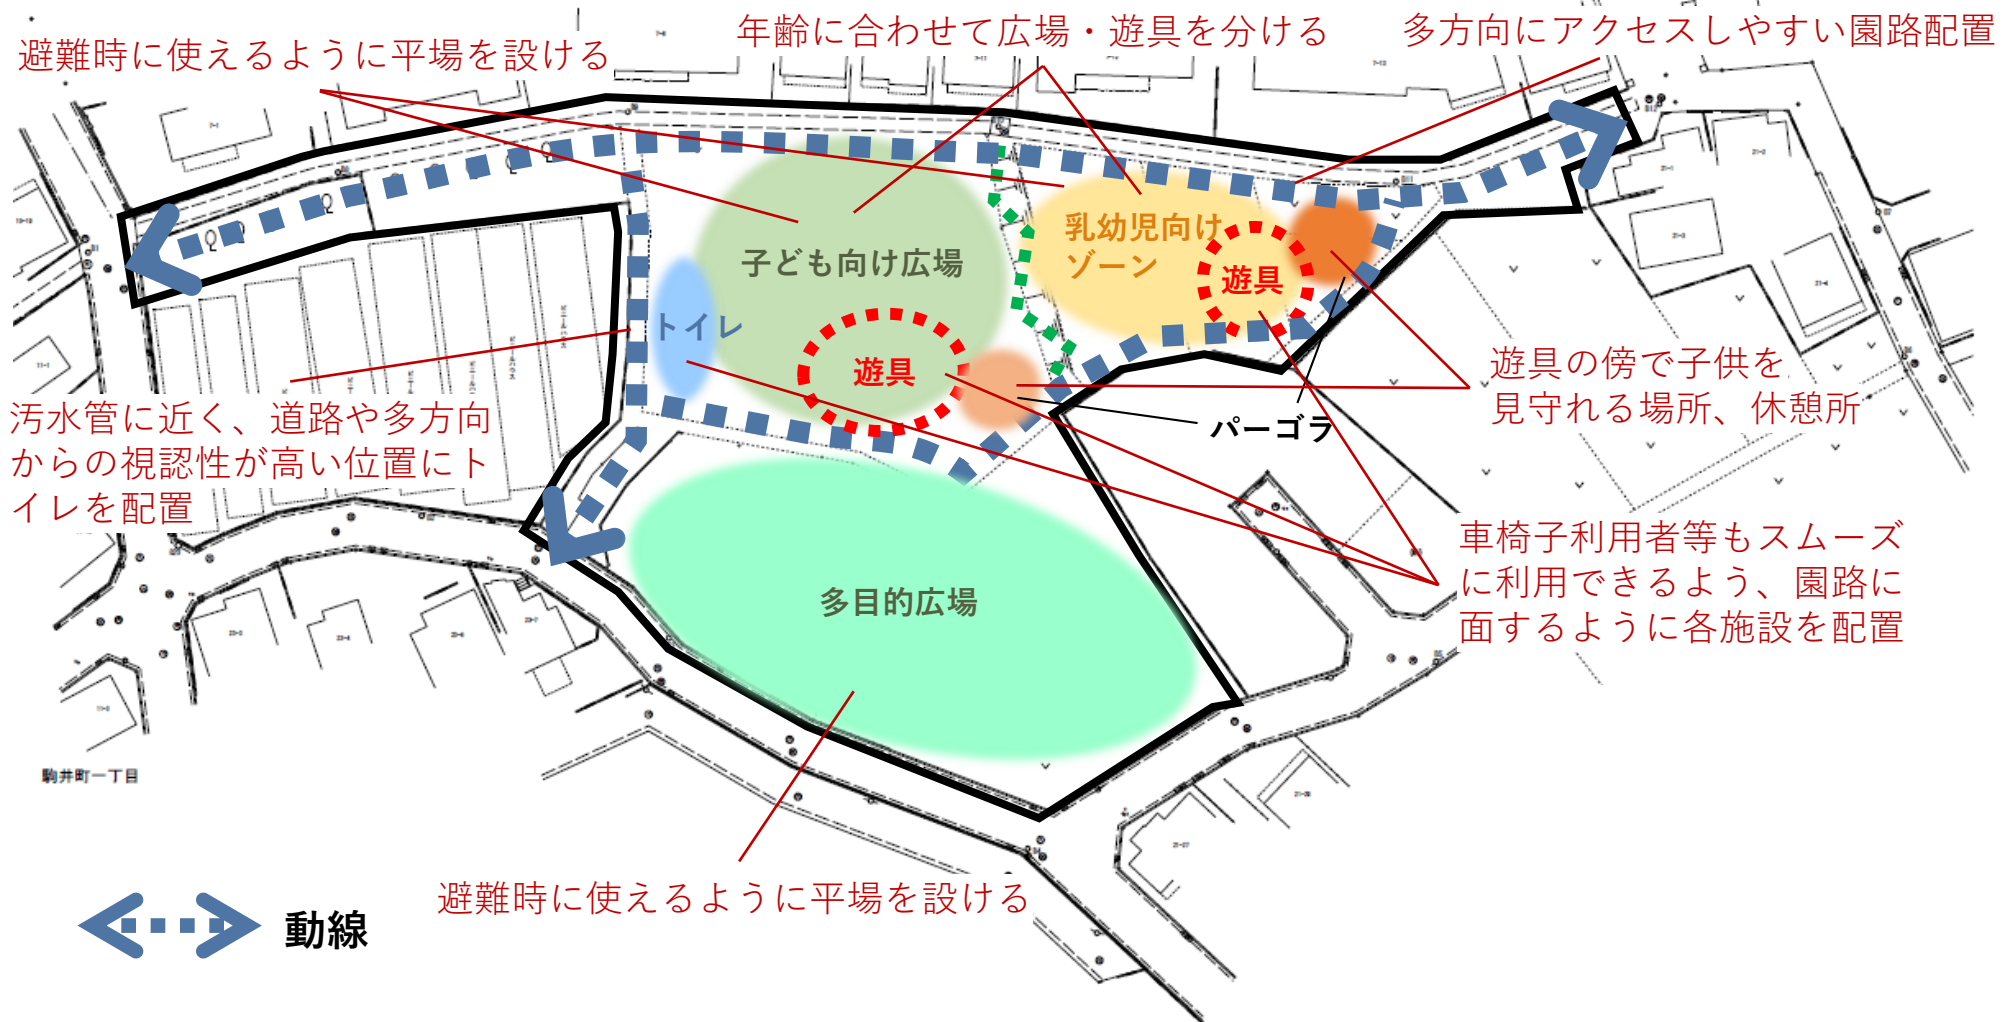 避難時に使えるように平場を設ける
年齢に合わせて広場・遊具を分ける
多方向にアクセスしやすい園路配置
乳幼児向け
ゾーン
遊具
子ども向け広場
トイレ
遊具
パーゴラ
遊具の傍で子供を
見守れる場所、休憩所
汚水管に近く、道路や多方向
からの視認性が高い位置にト
イレを配置
車椅子利用者等もスムーズ
に利用できるよう、園路に
面するように各施設を配置
多目的広場
駒井町一丁目
避難時に使えるように平場を設ける
動線